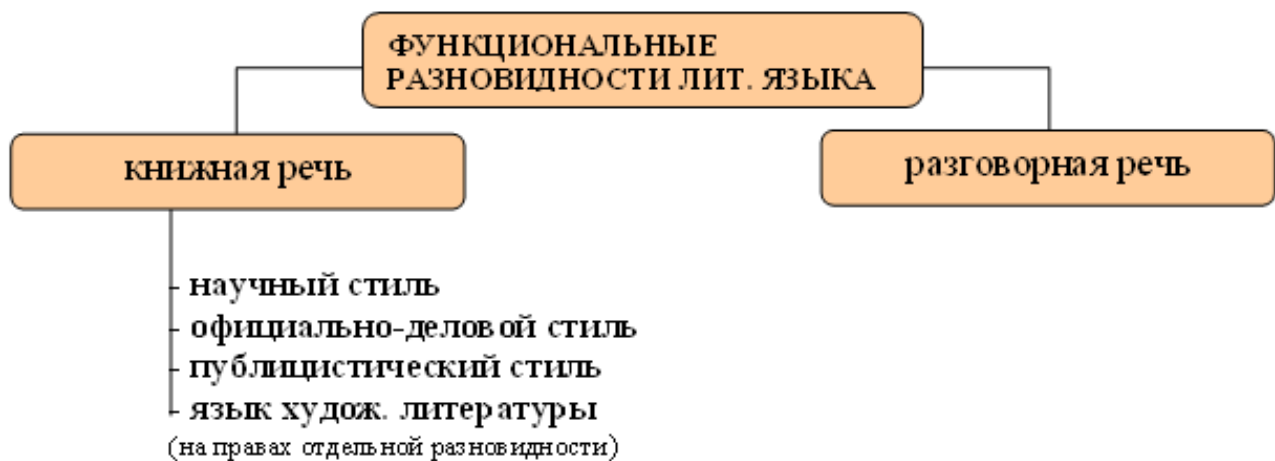 ФУНКЦИОНАЛЬНЫЕ
РАЗНОВИДНОСТИ ЛИТ. ЯЗЫКА
книжная речь
разговорная речь
- научный стиль
- официально-деловой стиль
- публицистический стиль
- язык худож. литературы
(на правах отдельной разновидности)